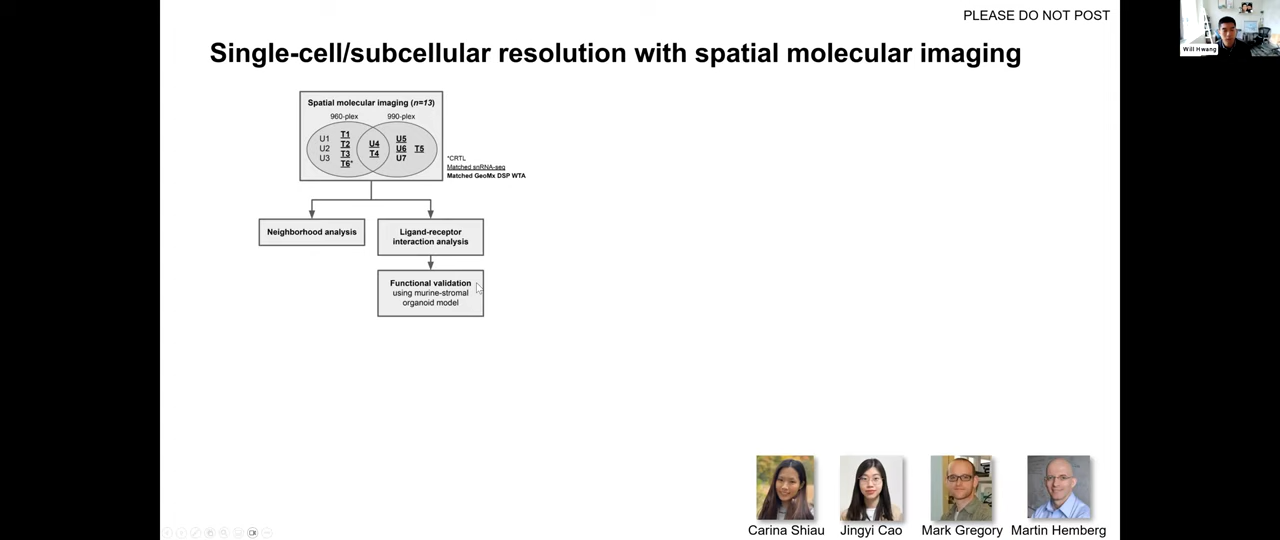 PLEASE DO NOT POST
Single-cell/subcellular resolution with spatial molecular imaging
Will Hwang
Spatial molecular imaging (n=13)
960-plex 990-plex
U1
U2
U3
T1
T2
T3
T6*
U4
T4
U5
U6
U7
T5
*CRTL
Matched snRNA-seq
Matched GeoMx DSP WTA
Neighborhood analysis
Ligand-receptor
interaction analysis
Functional validation
using murine-stromal
organoid model
Carina Shiau
Jingyi Cao
Mark Gregory
Martin Hemberg